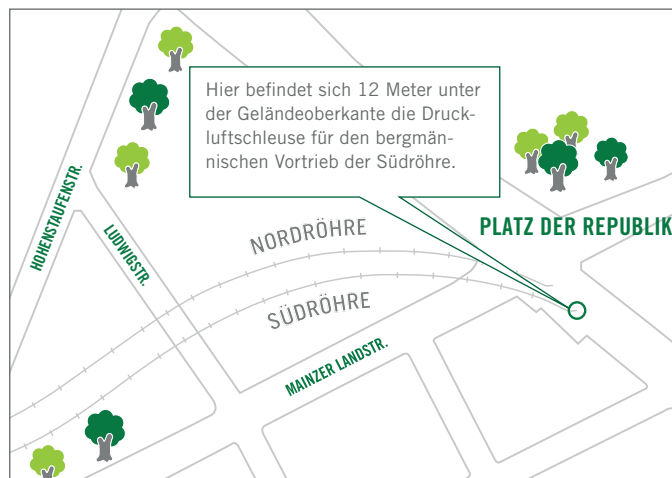 Hier befindet sich 12 Meter unter
der Geländeoberkante die Druck-
luftschleuse für den bergmän-
nischen Vortrieb der Südröhre.
HOHENSTAUFENSTR.
LUDWIGSTR.
NORDRÖHRE
PLATZ DER REPUBLIK
SÜDRÖHRE
MAINZER LANDSTR.